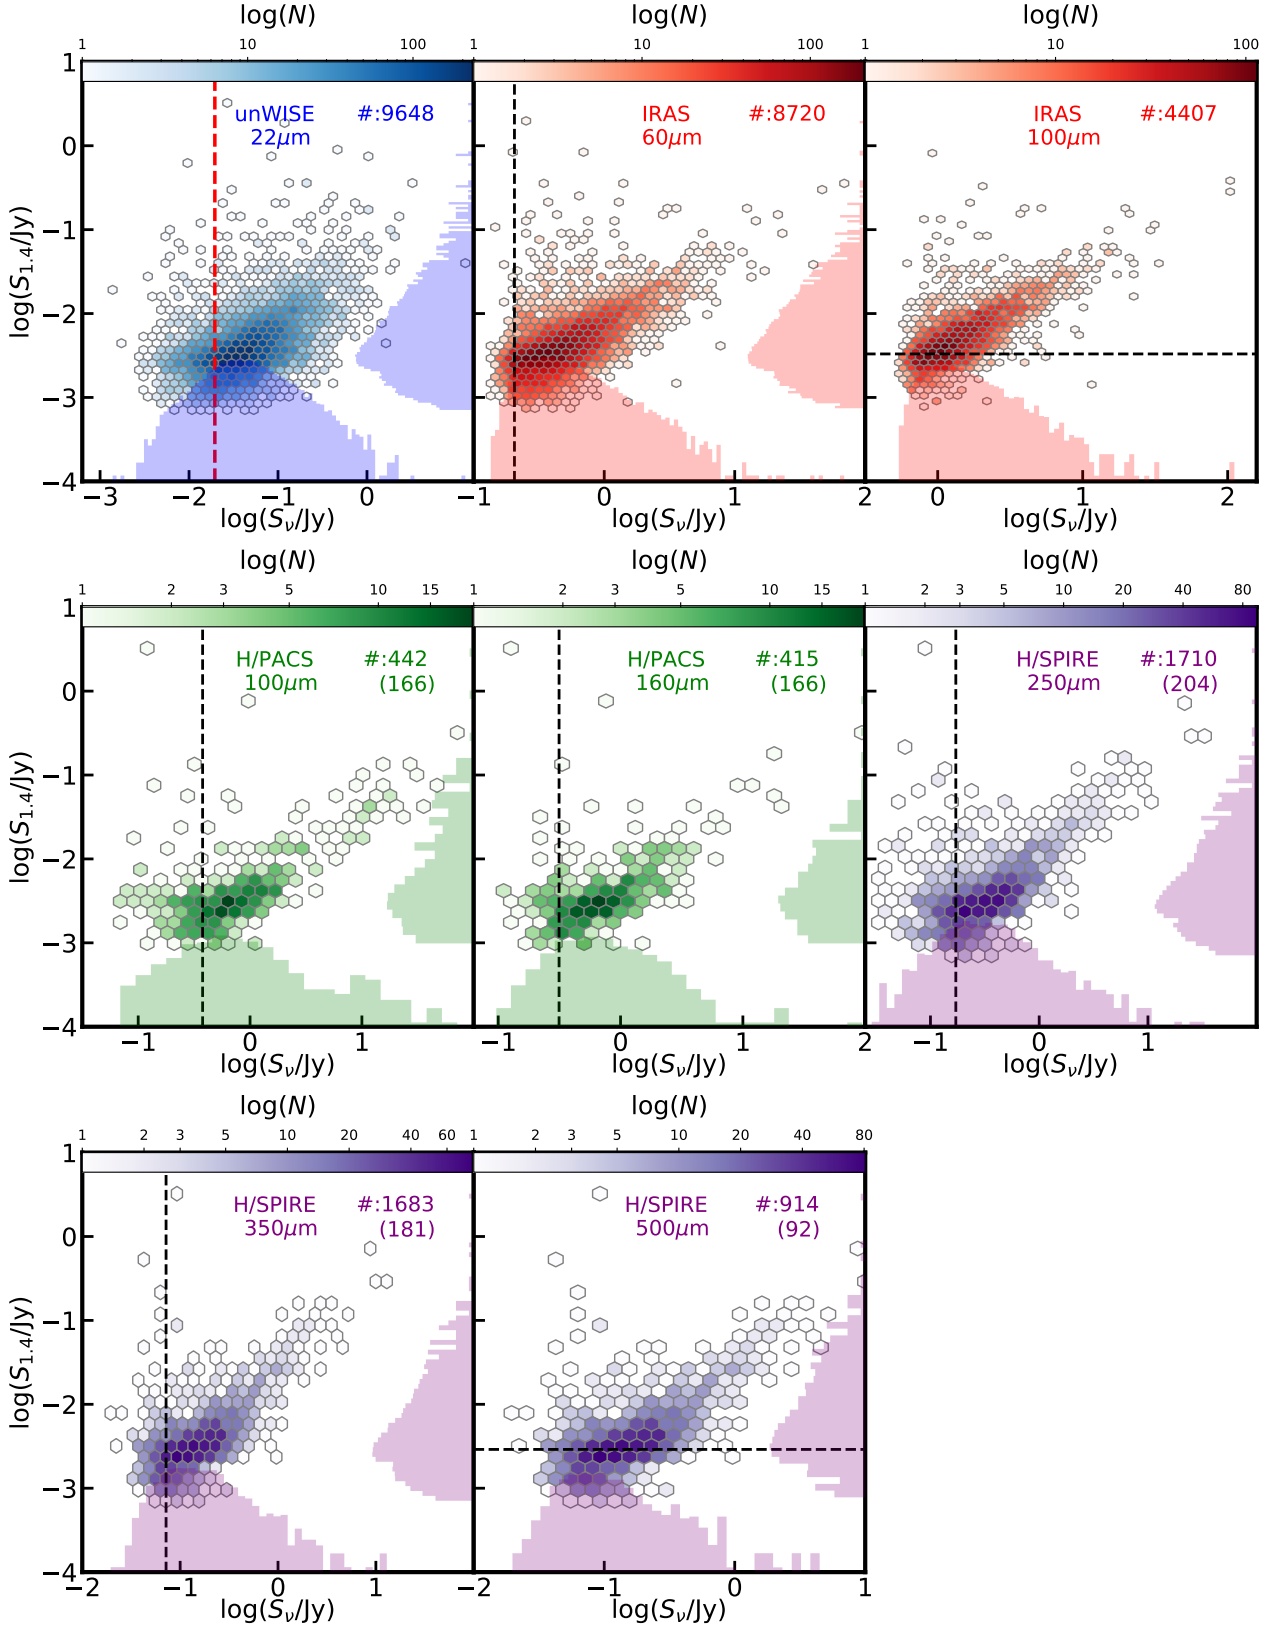 log(N) log(N) log(N)
1 10 100 1 10 100 1 10 100
unWISE #:9648
22μm
IRAS #:8720
60μm
IRAS #:4407
100μm
log(S1.4/Jy)
1
0
−1
−2
−3
−4
−3 −2 −1 0 −1 0 1 2 0 1 2
log(Sν/Jy) log(Sν/Jy) log(Sν/Jy)
log(N) log(N) log(N)
1 2 3 5 10 15 1 2 3 5 10 15 1 2 3 5 10 20 40 80
H/PACS #:442
100μm (166)
H/PACS #:415
160μm (166)
H/SPIRE #:1710
250μm (204)
log(S1.4/Jy)
1
0
−1
−2
−3
−4
−1 0 1 −1 0 1 2 −1 0 1
log(Sν/Jy) log(Sν/Jy) log(Sν/Jy)
log(N) log(N)
1 2 3 5 10 20 40 60 1 2 3 5 10 20 40 80
H/SPIRE #:1683
350μm (181)
H/SPIRE #:914
500μm (92)
log(S1.4/Jy)
1
0
−1
−2
−3
−4
−2 −1 0 1 −2 −1 0 1
log(Sν/Jy) log(Sν/Jy)